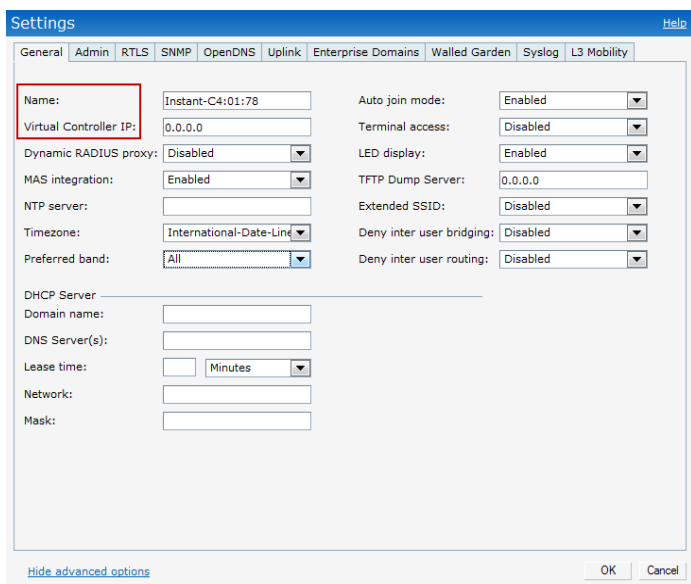 Settings Help
General Admin RTLS SNMP OpenDNS Uplink Enterprise Domains Walled Garden Syslog L3 Mobility
Name: Instant-C4:01:78 Auto join mode: Enabled
Virtual Controller IP: 0.0.0.0 Terminal access: Disabled
Dynamic RADIUS proxy: Disabled LED display: Enabled
MAS integration: Enabled TFTP Dump Server: 0.0.0.0
NTP server: Extended SSID: Disabled
Timezone: International-Date-Line Deny inter user bridging: Disabled
Preferred band: All Deny inter user routing: Disabled
DHCP Server
Domain name:
DNS Server(s):
Lease time: Minutes
Network:
Mask:
Hide advanced options OK Cancel